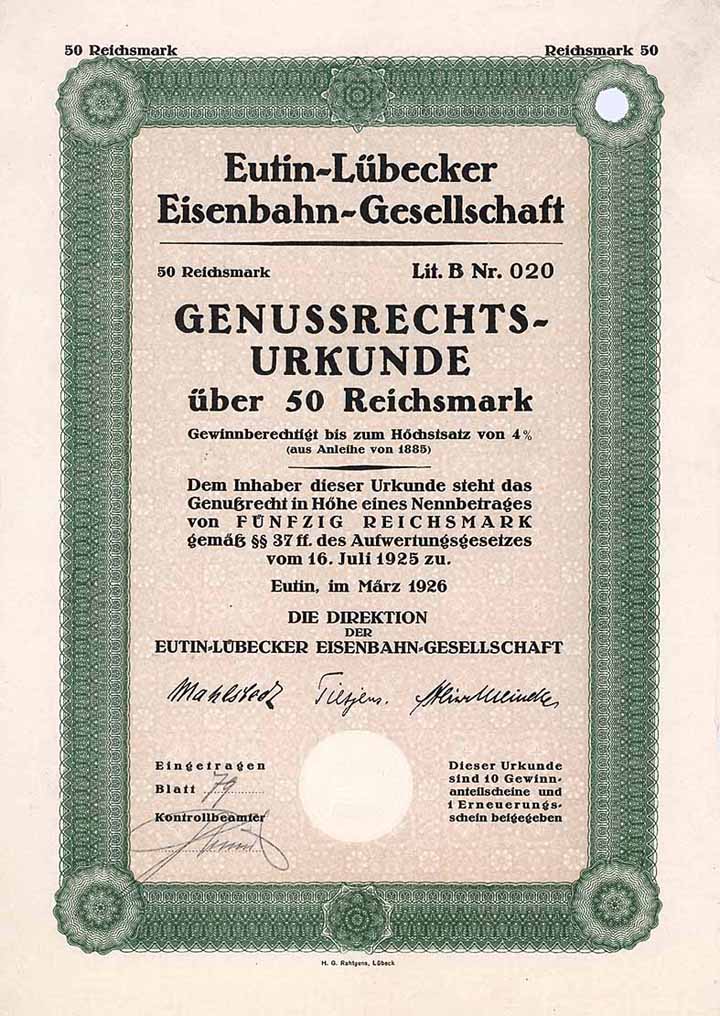 50 Reichsmark
Reichsmark 50
Eutin-Lübecker
Eisenbahn-Gesellschaft
50 Reichsmark
Lit. B Nr. 020
GENUSSRECHTS-
URKUNDE
über 50 Reichsmark
Gewinnberechtigt bis zum Höchstsatz von 4%
(aus Anleihe von 1885)
Dem Inhaber dieser Urkunde steht das
Genußrecht in Höhe eines Nennbetrages
von FÜNFZIG REICHSMARK
gemäß §§ 37 ff. des Aufwertungsgesetzes
vom 16. Juli 1925 zu.
Eutin, im März 1926
DIE DIREKTION
DER
EUTIN-LÜBECKER EISENBAHN-GESELLSCHAFT
Mahlstedt Tietjens.
Eingetragen
Blatt 79
Kontrollbeamter
Dieser Urkunde
sind 10 Gewinn-
anteilscheine und
1 Erneuerungs-
schein beigegeben
H. G. Rahtgens, Lübeck